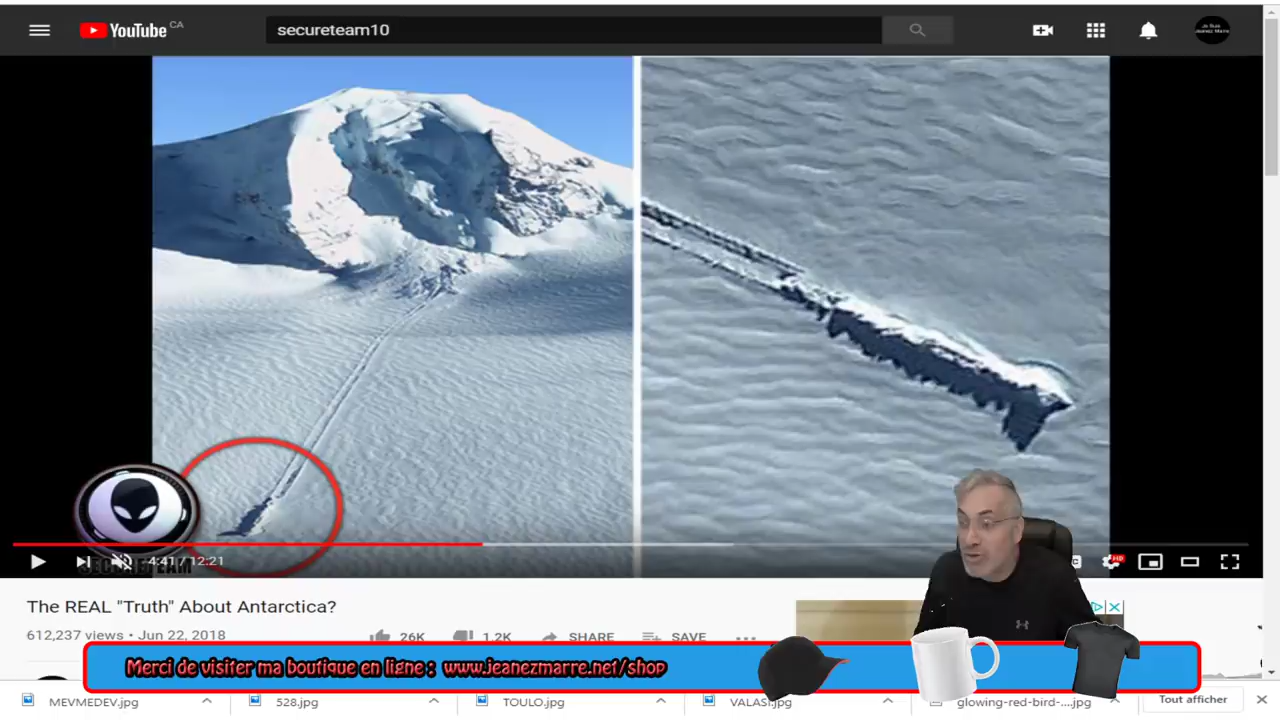 YouTube CA
secureteam10
4:41 / 12:21
HD
SECURETEAM
The REAL "Truth" About Antarctica?
612,237 views • Jun 22, 2018
26K
1.2K
SHARE
SAVE
Merci de visiter ma boutique en ligne : www.jeanezmarre.net/shop
MEVMEDEV.jpg
528.jpg
TOULO.jpg
VALASI.jpg
glowing-red-bird-....jpg
Tout afficher